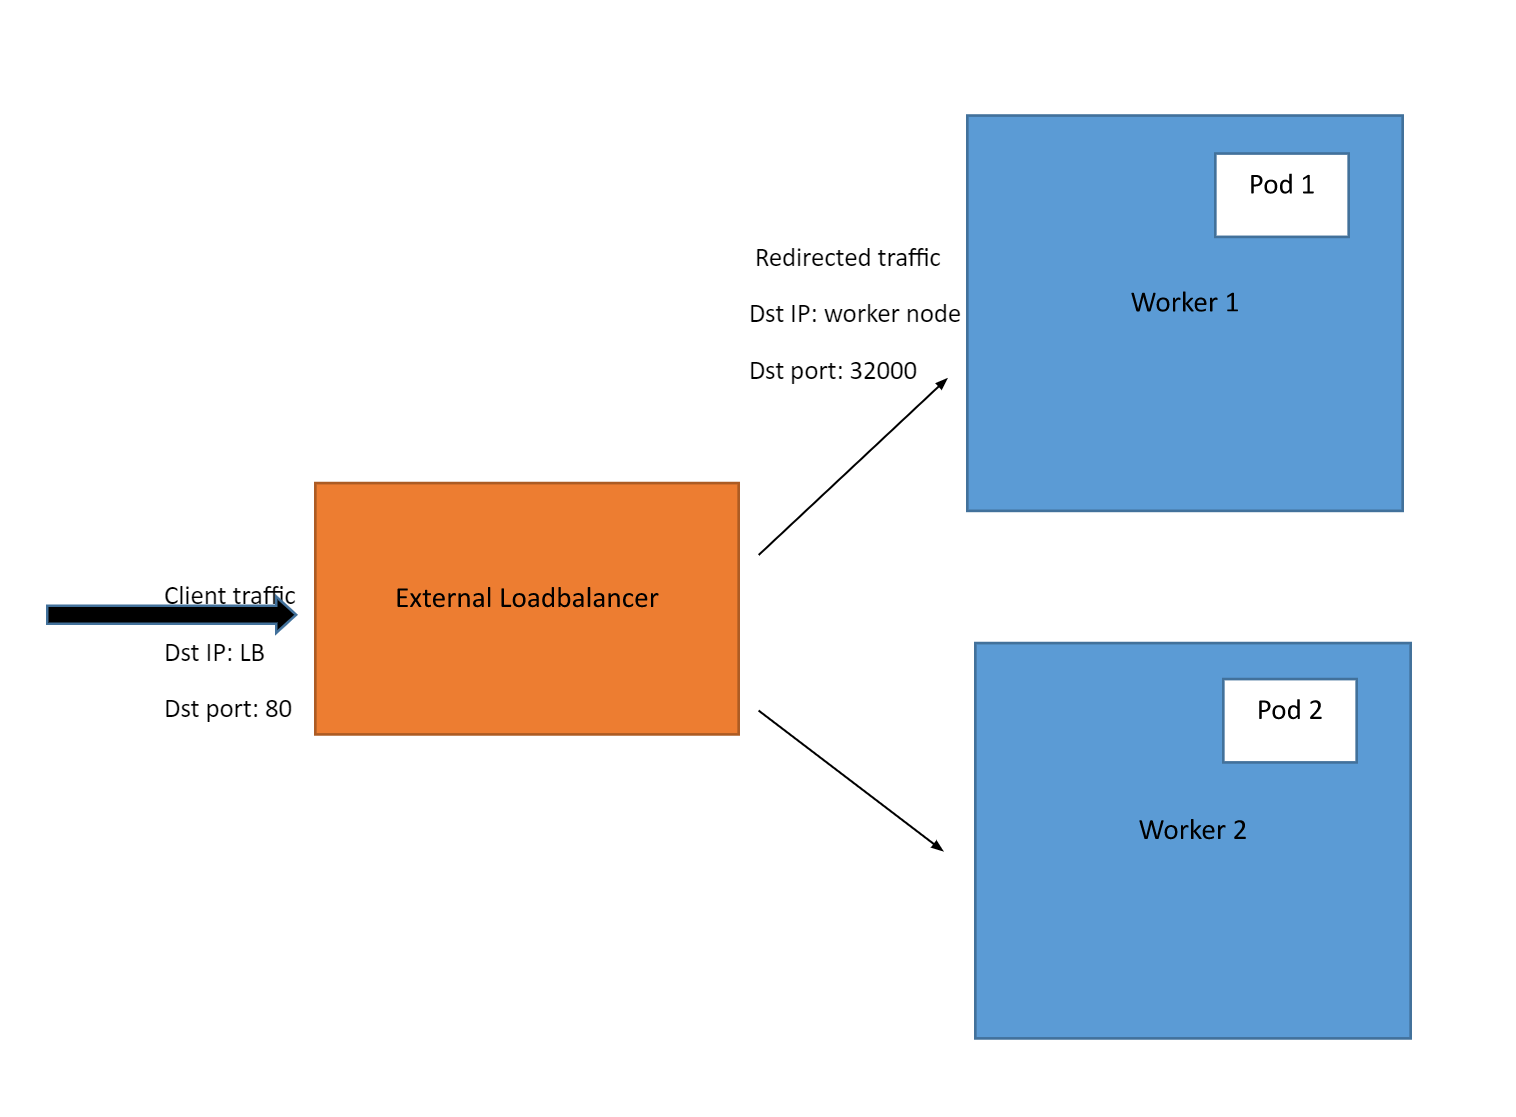 Client traffic
Dst IP: LB
Dst port: 80
External Loadbalancer
Redirected traffic
Dst IP: worker node
Dst port: 32000
Pod 1
Worker 1
Pod 2
Worker 2